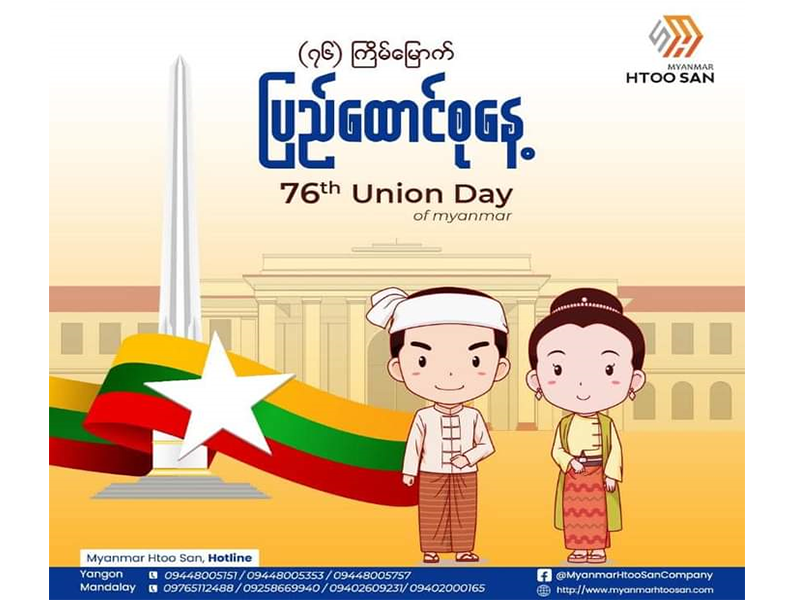 MYANMAR
HTOO SAN
(၇၆) ကြိမ်မြောက်
ပြည်ထောင်စုနေ့
76th Union Day
of myanmar
Myanmar Htoo San, Hotline
Yangon 09448005151 / 09448005353 / 09448005757
Mandalay 09765112488 / 09258669940 / 09402609231/ 09402000165
@MyanmarHtooSanCompany
http://www.myanmarhtoosan.com